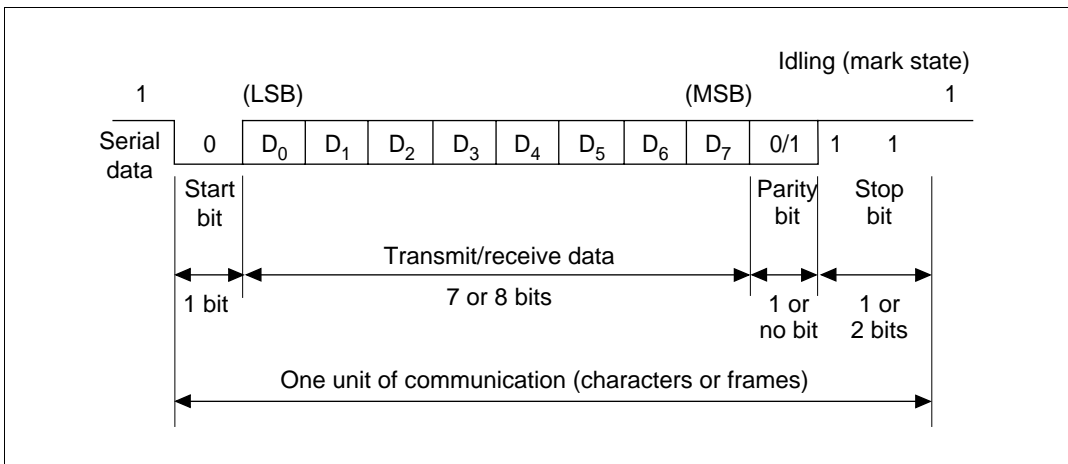 Idling (mark state)
1 (LSB) (MSB) 1
Serial
data
0 D0 D1 D2 D3 D4 D5 D6 D7 0/1 1 1
Start
bit
Parity
bit
Stop
bit
Transmit/receive data
1 bit
7 or 8 bits
1 or
no bit
1 or
2 bits
One unit of communication (characters or frames)